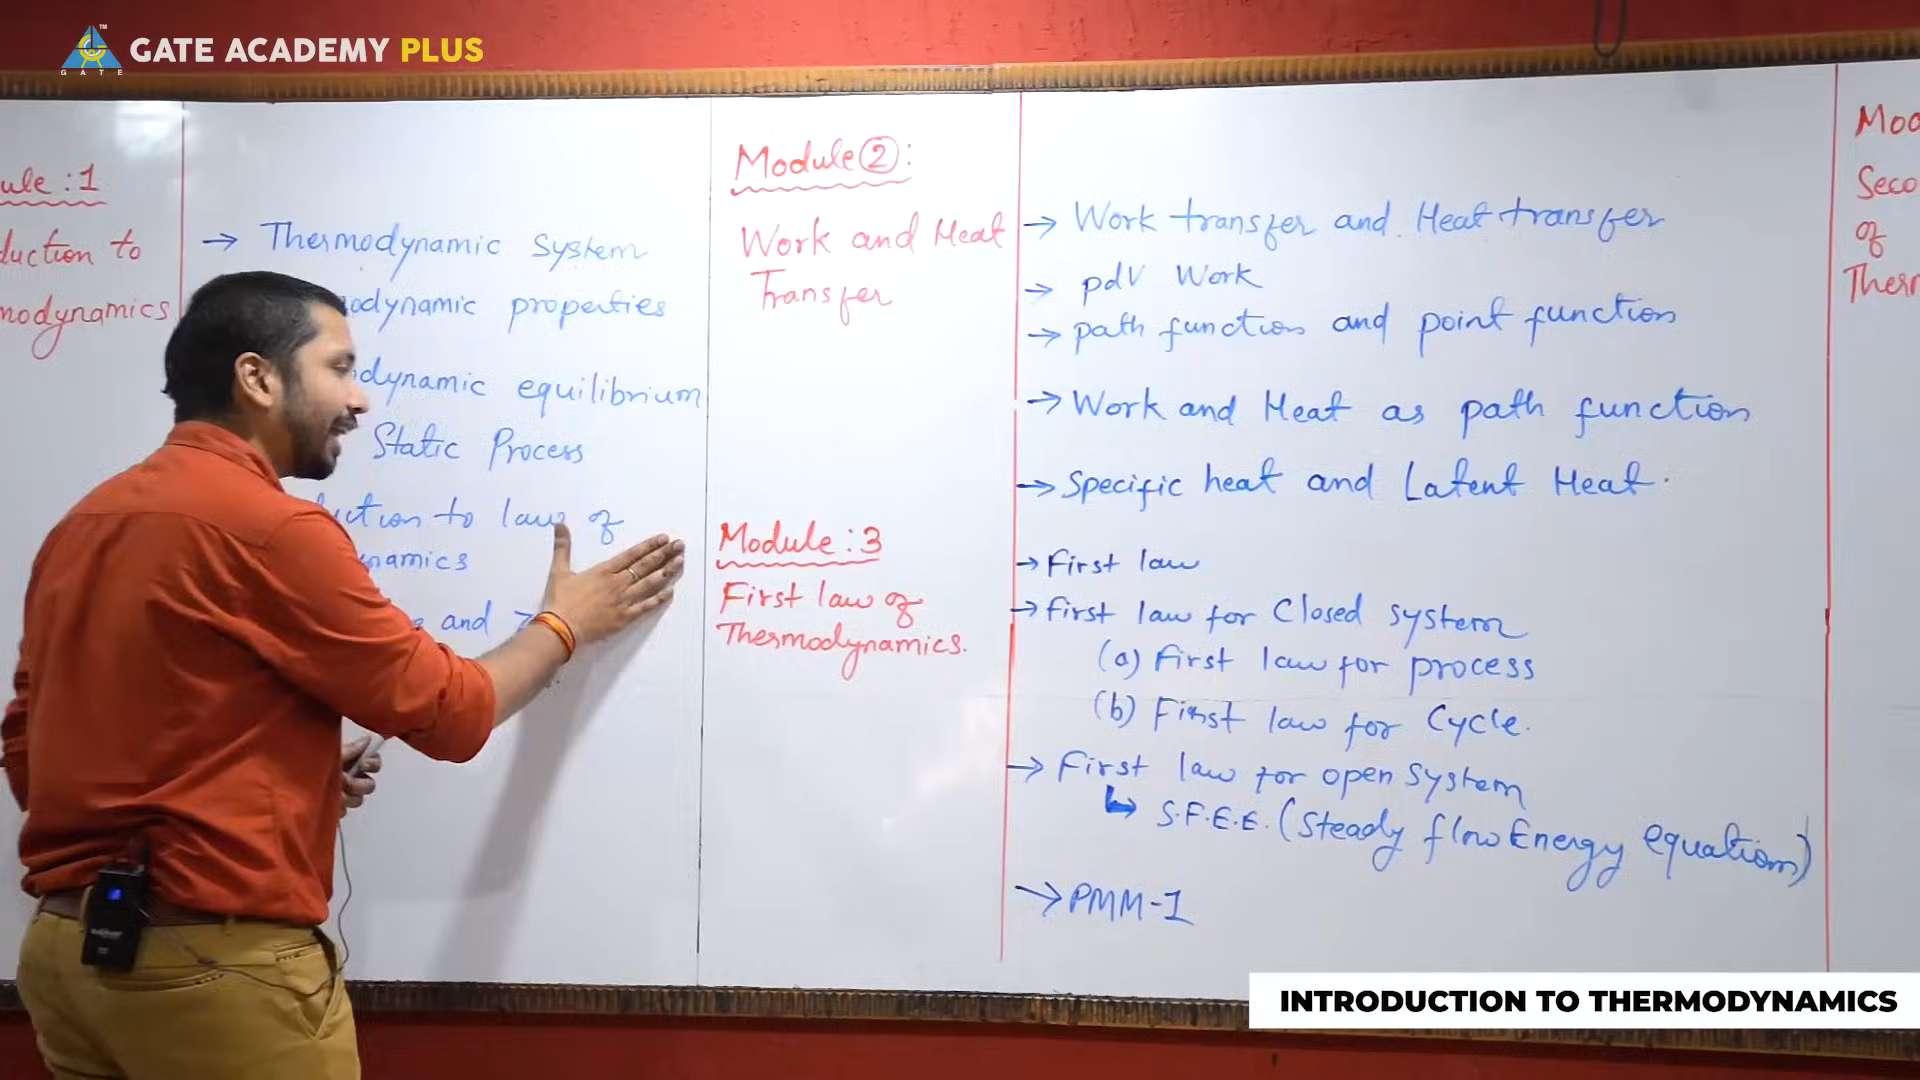 GATE
GATE ACADEMY PLUS
ule : 1
duction to
modynamics
→ Thermodynamic System
odynamic properties
dynamic equilibrium
Static Process
uction to law of
namics
and
Module ② :
Work and Heat
Transfer
→ Work transfer and Heat transfer
→ pdV Work
→ path function and point function
→ Work and Heat as path function
→ Specific heat and Latent Heat.
Module : 3
First law of
Thermodynamics.
→ First law
→ First law for Closed system
(a) First law for process
(b) First law for Cycle.
→ First law for open System
↳ S.F.E.E. (Steady flow Energy equation)
→ PMM-1
Mod
Seco
of
Ther
INTRODUCTION TO THERMODYNAMICS